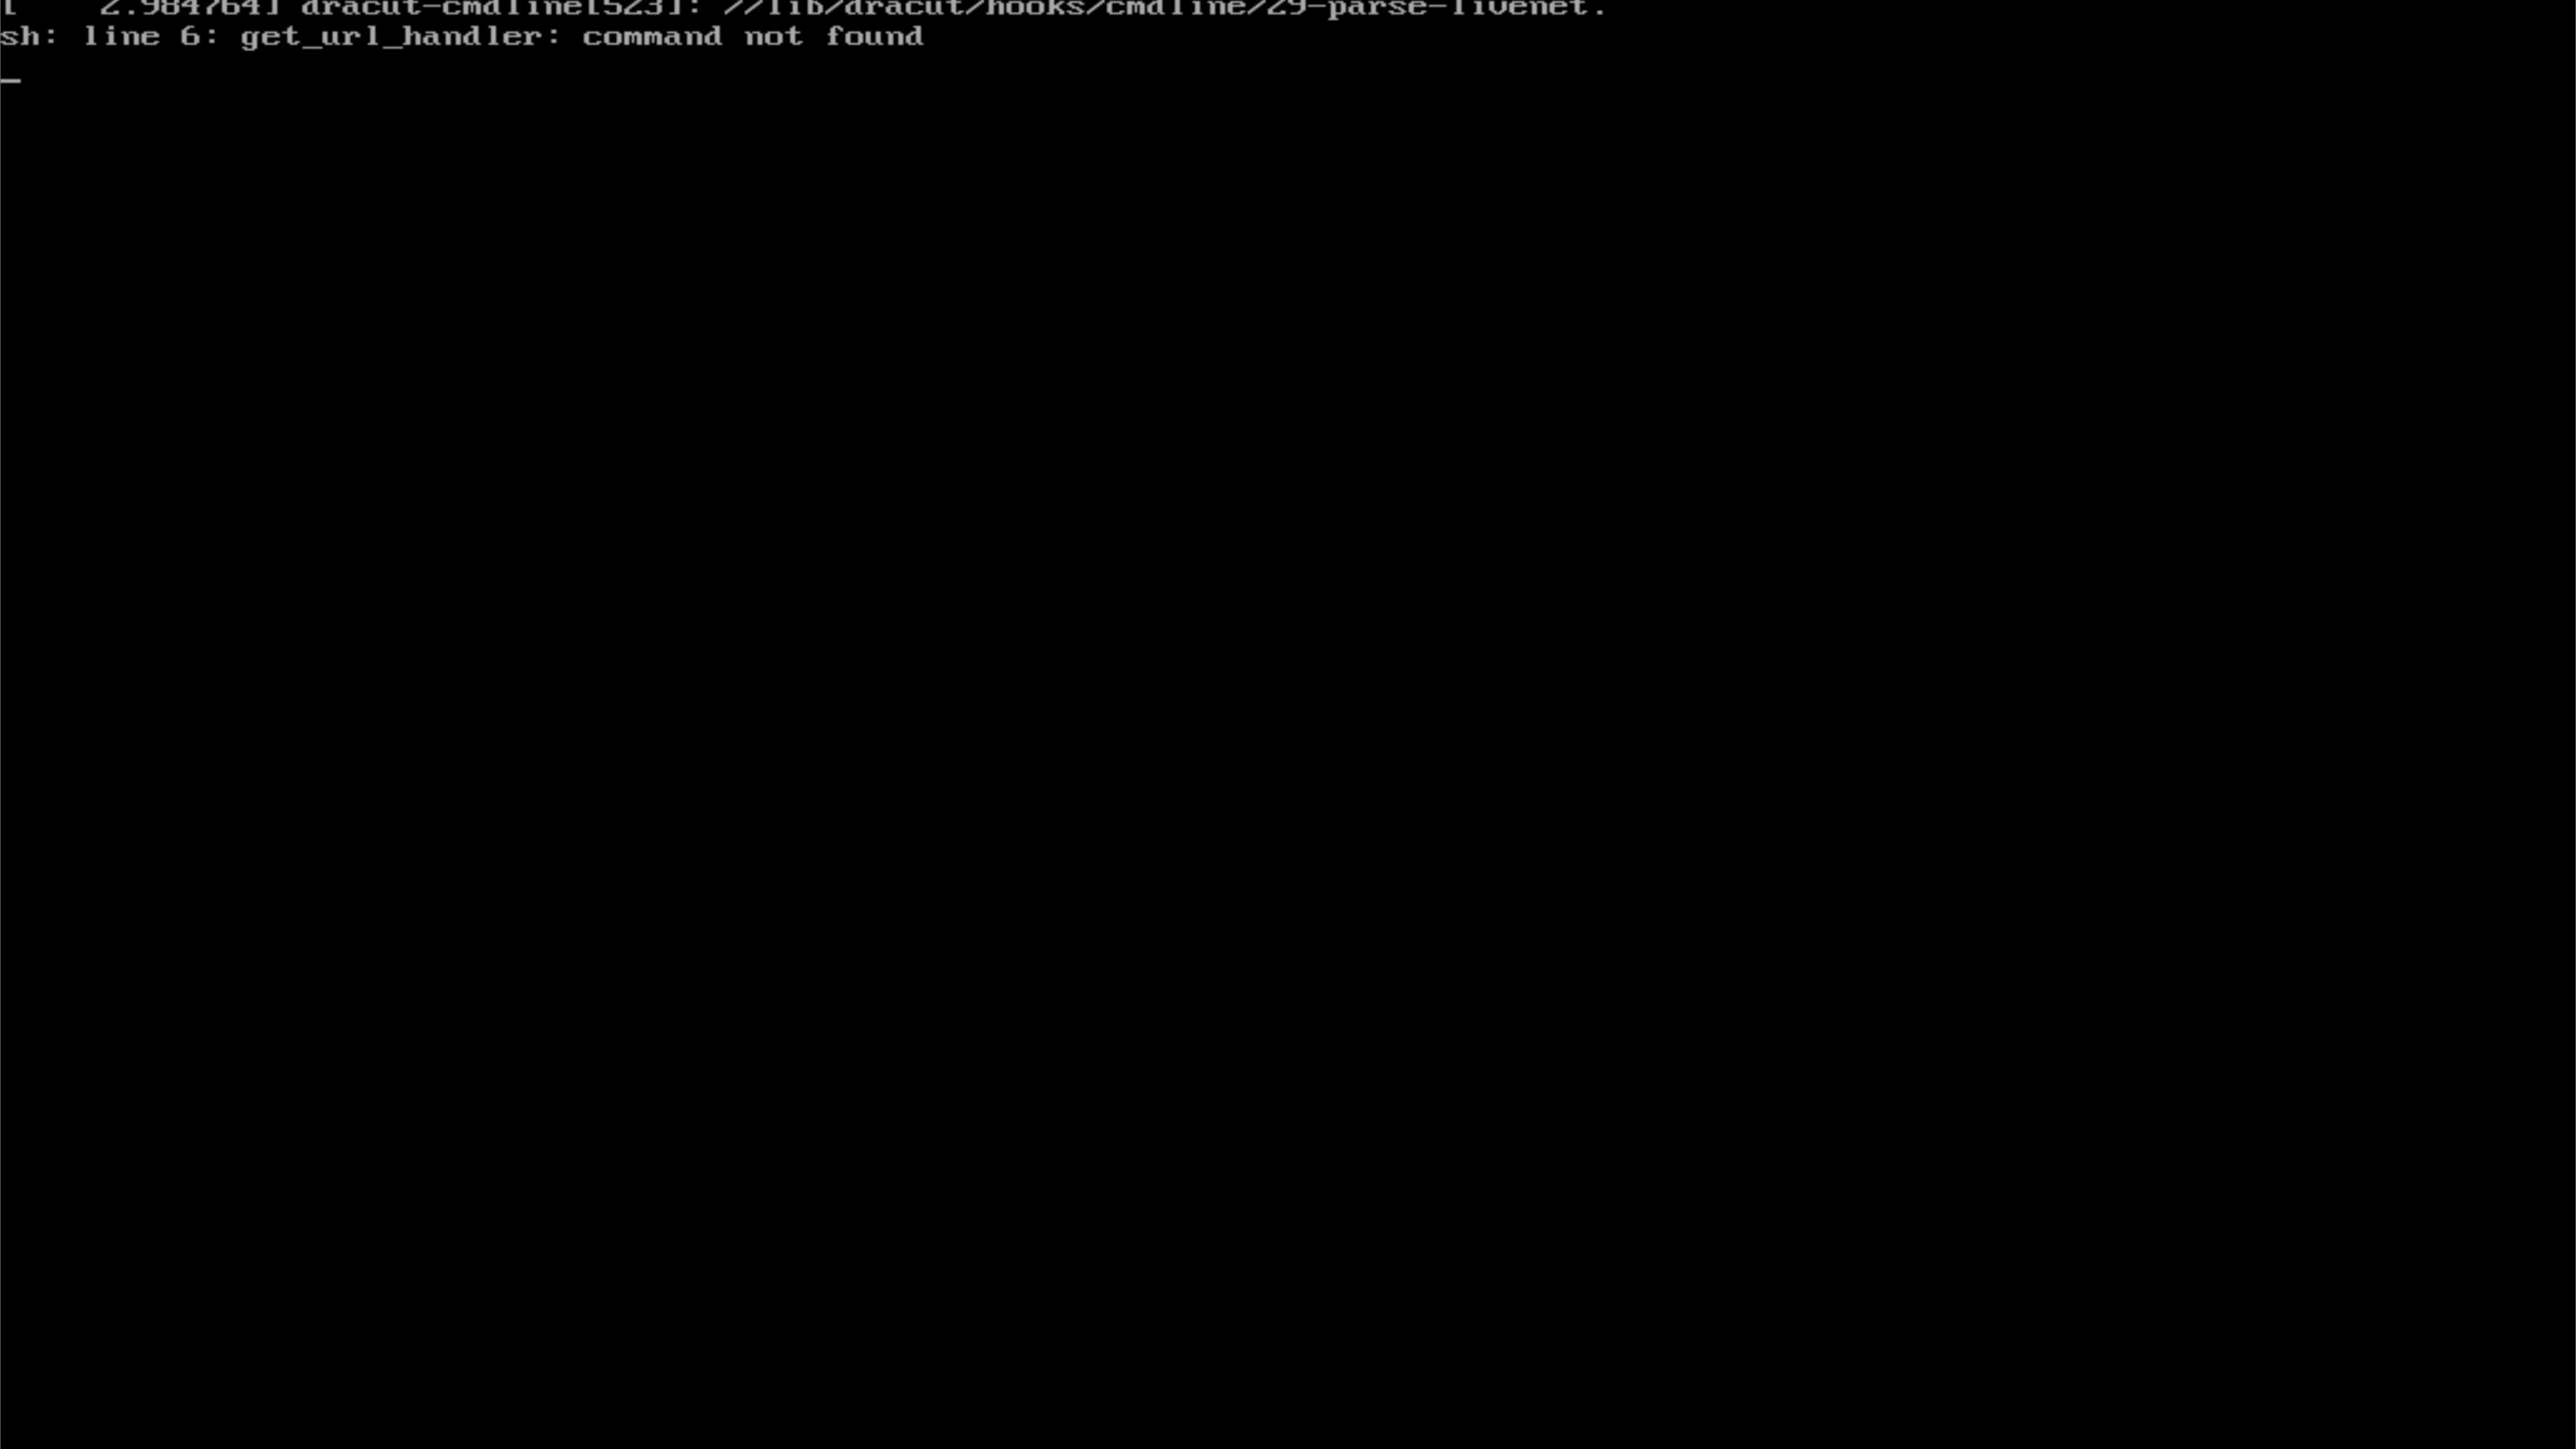 [    2.984764] dracut-cmdline[523]: //lib/dracut/hooks/cmdline/29-parse-livenet.
sh: line 6: get_url_handler: command not found
_